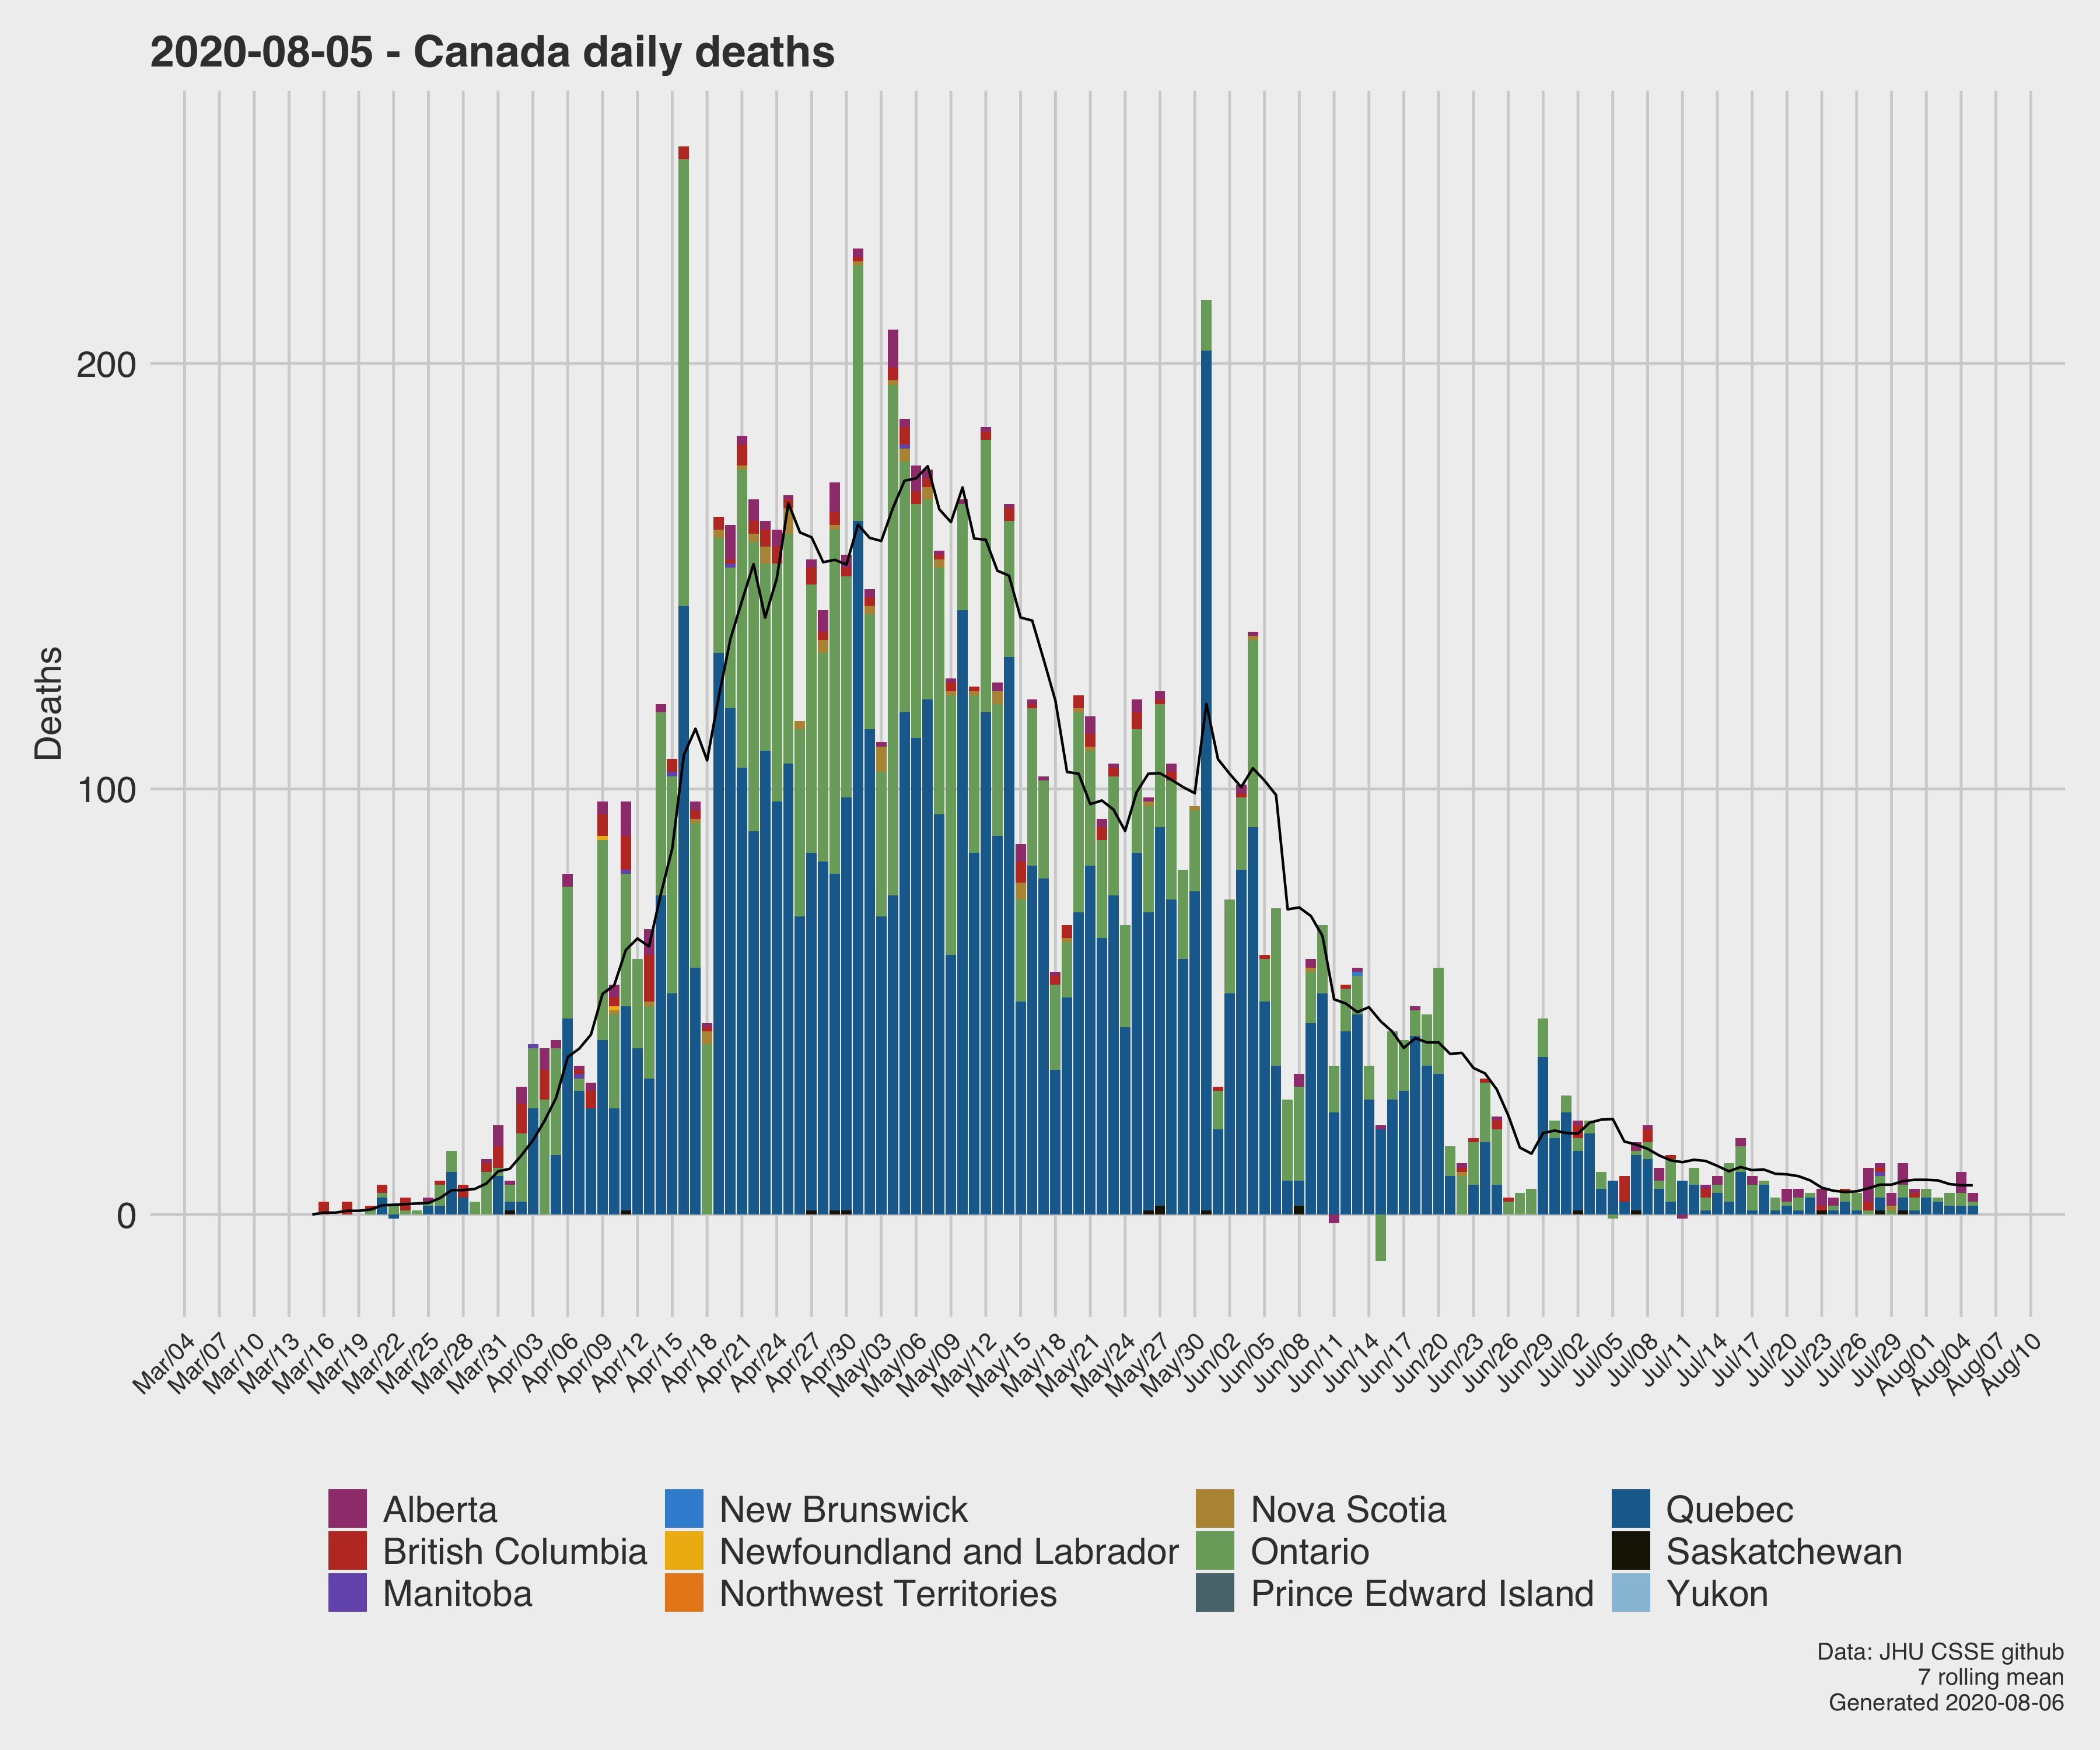 2020-08-05 - Canada daily deaths
Deaths
200
100
0
Mar/04 Mar/07 Mar/10 Mar/13 Mar/16 Mar/19 Mar/22 Mar/25 Mar/28 Mar/31 Apr/03 Apr/06 Apr/09 Apr/12 Apr/15 Apr/18 Apr/21 Apr/24 Apr/27 Apr/30 May/03 May/06 May/09 May/12 May/15 May/18 May/21 May/24 May/27 May/30 Jun/02 Jun/05 Jun/08 Jun/11 Jun/14 Jun/17 Jun/20 Jun/23 Jun/26 Jun/29 Jul/02 Jul/05 Jul/08 Jul/11 Jul/14 Jul/17 Jul/20 Jul/23 Jul/26 Jul/29 Aug/01 Aug/04 Aug/07 Aug/10
Alberta New Brunswick Nova Scotia Quebec
British Columbia Newfoundland and Labrador Ontario Saskatchewan
Manitoba Northwest Territories Prince Edward Island Yukon
Data: JHU CSSE github
7 rolling mean
Generated 2020-08-06